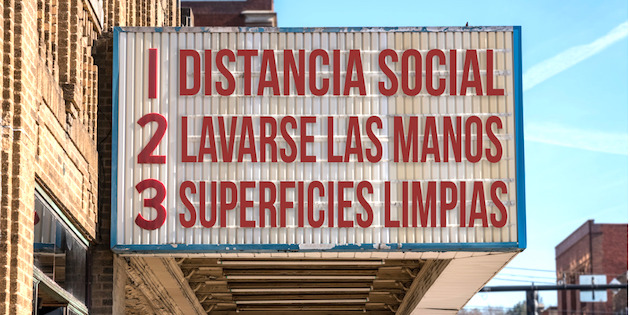 1 DISTANCIA SOCIAL
2 LAVARSE LAS MANOS
3 SUPERFICIES LIMPIAS